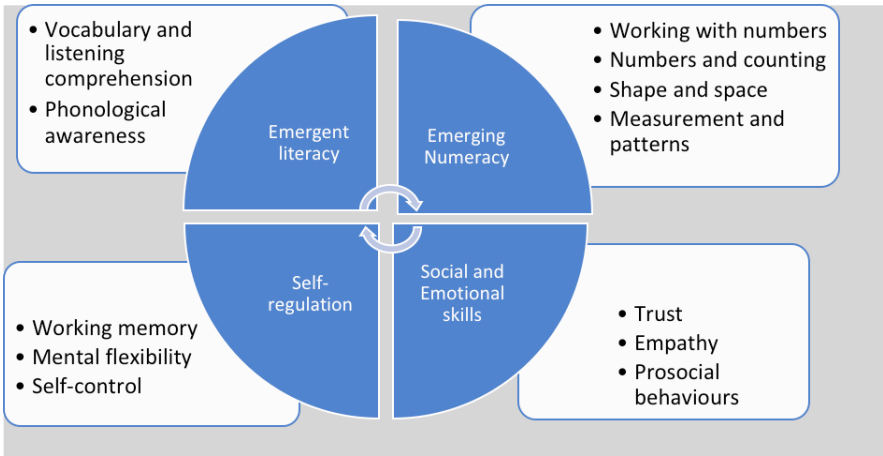 • Vocabulary and
listening
comprehension
• Phonological
awareness
Emergent
literacy
Emerging
Numeracy
• Working with numbers
• Numbers and counting
• Shape and space
• Measurement and
patterns
Self-
regulation
• Working memory
• Mental flexibility
• Self-control
Social and
Emotional
skills
• Trust
• Empathy
• Prosocial
behaviours